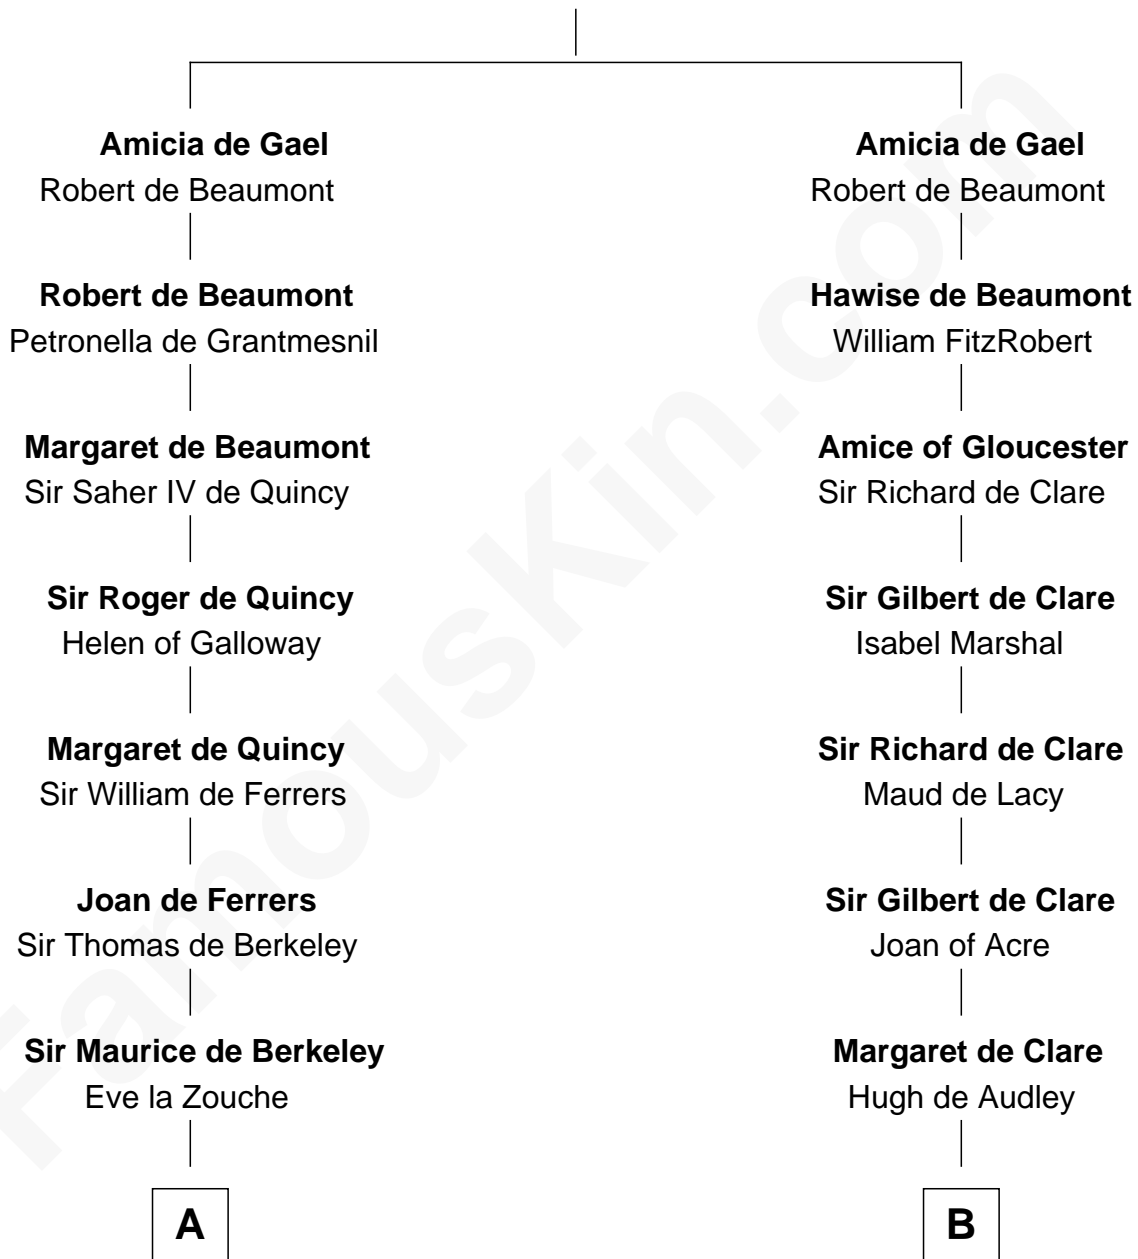 Amicia de Gael
Robert de Beaumont
Robert de Beaumont
Petronella de Grantmesnil
Margaret de Beaumont
Sir Saher IV de Quincy
Sir Roger de Quincy
Helen of Galloway
Margaret de Quincy
Sir William de Ferrers
Joan de Ferrers
Sir Thomas de Berkeley
Sir Maurice de Berkeley
Eve la Zouche
A
Amicia de Gael
Robert de Beaumont
Hawise de Beaumont
William FitzRobert
Amice of Gloucester
Sir Richard de Clare
Sir Gilbert de Clare
Isabel Marshal
Sir Richard de Clare
Maud de Lacy
Sir Gilbert de Clare
Joan of Acre
Margaret de Clare
Hugh de Audley
B
FamousKin.com